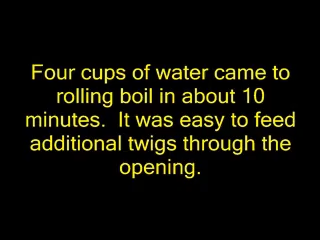 Four cups of water came to
rolling boil in about 10
minutes.  It was easy to feed
additional twigs through the
opening.